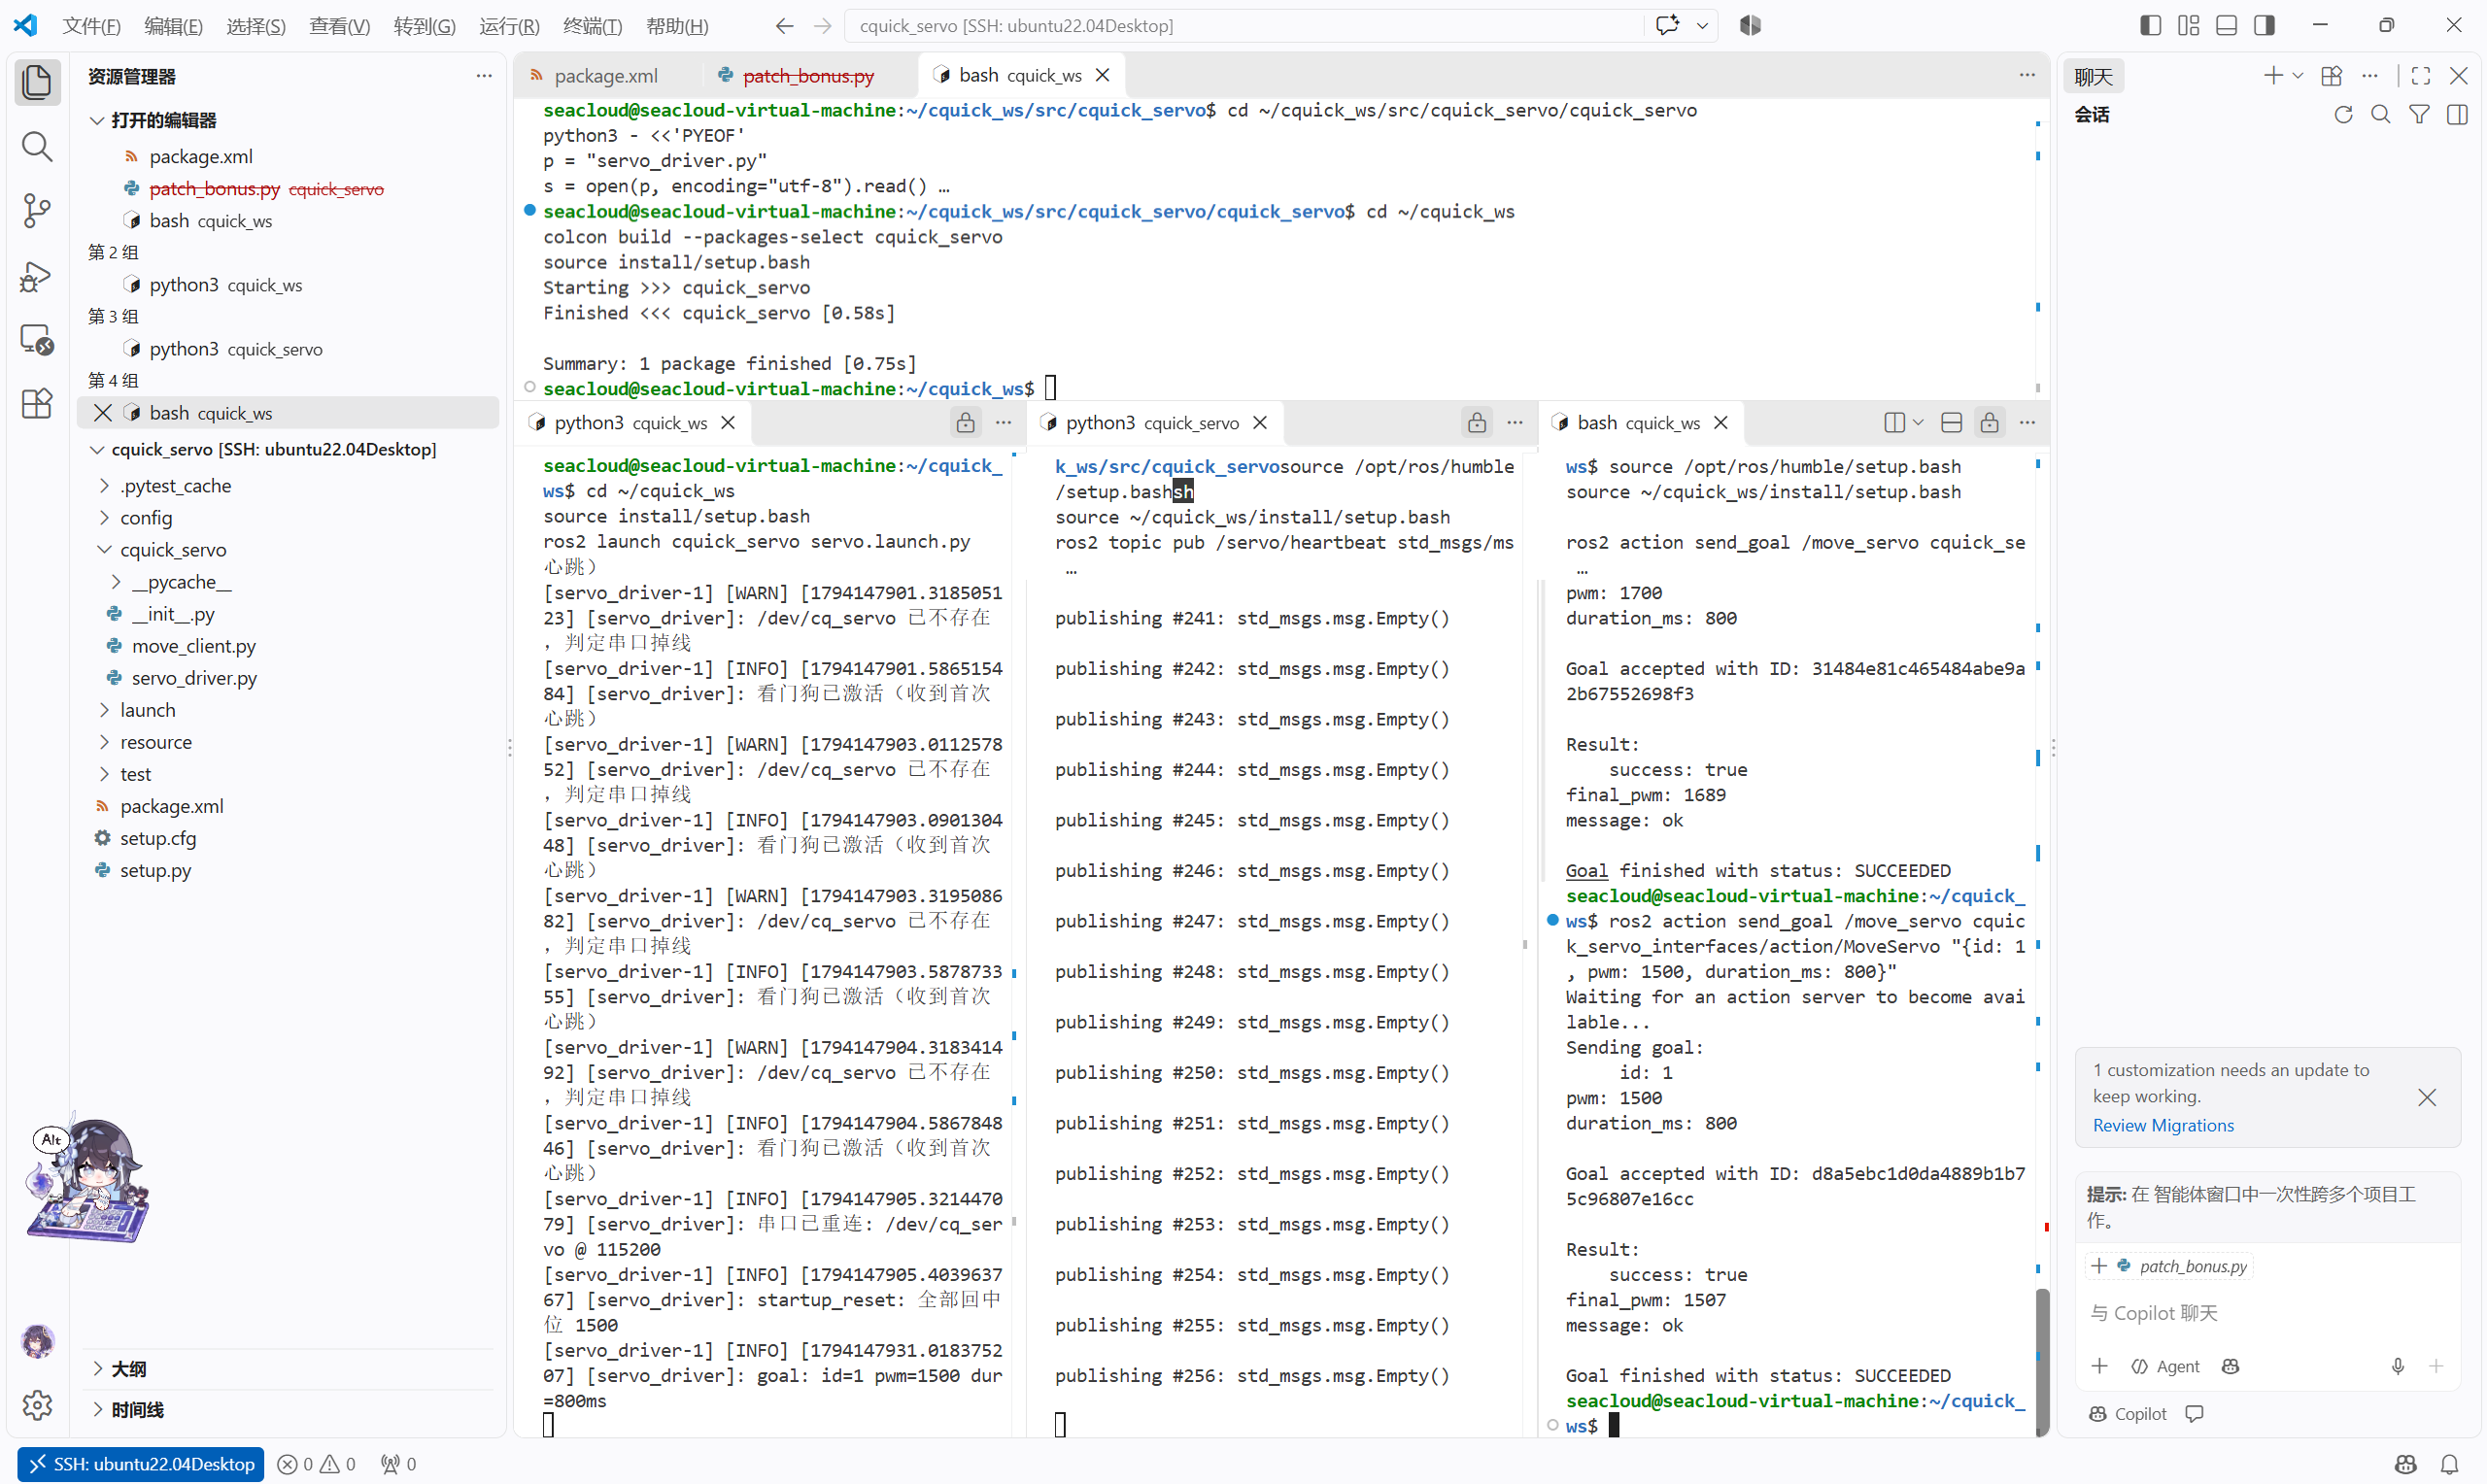 文件(F) 编辑(E) 选择(S) 查看(V) 转到(G) 运行(R) 终端(T) 帮助(H)
cquick_servo [SSH: ubuntu22.04Desktop]
资源管理器
打开的编辑器
package.xml
patch_bonus.py cquick_servo
bash cquick_ws
第 2 组
python3 cquick_ws
第 3 组
python3 cquick_servo
第 4 组
bash cquick_ws
cquick_servo [SSH: ubuntu22.04Desktop]
.pytest_cache
config
cquick_servo
__pycache__
__init__.py
move_client.py
servo_driver.py
launch
resource
test
package.xml
setup.cfg
setup.py
Alt
大纲
时间线
package.xml
patch_bonus.py
bash cquick_ws
seacloud@seacloud-virtual-machine:~/cquick_ws/src/cquick_servo$ cd ~/cquick_ws/src/cquick_servo/cquick_servo
python3 - <<'PYEOF'
p = "servo_driver.py"
s = open(p, encoding="utf-8").read() …
seacloud@seacloud-virtual-machine:~/cquick_ws/src/cquick_servo/cquick_servo$ cd ~/cquick_ws
colcon build --packages-select cquick_servo
source install/setup.bash
Starting >>> cquick_servo
Finished <<< cquick_servo [0.58s]
Summary: 1 package finished [0.75s]
seacloud@seacloud-virtual-machine:~/cquick_ws$
python3 cquick_ws
seacloud@seacloud-virtual-machine:~/cquick_
ws$ cd ~/cquick_ws
source install/setup.bash
ros2 launch cquick_servo servo.launch.py
心跳）
[servo_driver-1] [WARN] [1794147901.3185051
23] [servo_driver]: /dev/cq_servo 已不存在
，判定串口掉线
[servo_driver-1] [INFO] [1794147901.5865154
84] [servo_driver]: 看门狗已激活（收到首次
心跳）
[servo_driver-1] [WARN] [1794147903.0112578
52] [servo_driver]: /dev/cq_servo 已不存在
，判定串口掉线
[servo_driver-1] [INFO] [1794147903.0901304
48] [servo_driver]: 看门狗已激活（收到首次
心跳）
[servo_driver-1] [WARN] [1794147903.3195086
82] [servo_driver]: /dev/cq_servo 已不存在
，判定串口掉线
[servo_driver-1] [INFO] [1794147903.5878733
55] [servo_driver]: 看门狗已激活（收到首次
心跳）
[servo_driver-1] [WARN] [1794147904.3183414
92] [servo_driver]: /dev/cq_servo 已不存在
，判定串口掉线
[servo_driver-1] [INFO] [1794147904.5867848
46] [servo_driver]: 看门狗已激活（收到首次
心跳）
[servo_driver-1] [INFO] [1794147905.3214470
79] [servo_driver]: 串口已重连: /dev/cq_ser
vo @ 115200
[servo_driver-1] [INFO] [1794147905.4039637
67] [servo_driver]: startup_reset: 全部回中
位 1500
[servo_driver-1] [INFO] [1794147931.0183752
07] [servo_driver]: goal: id=1 pwm=1500 dur
=800ms
python3 cquick_servo
k_ws/src/cquick_servosource /opt/ros/humble
/setup.bashsh
source ~/cquick_ws/install/setup.bash
ros2 topic pub /servo/heartbeat std_msgs/ms
…
publishing #241: std_msgs.msg.Empty()
publishing #242: std_msgs.msg.Empty()
publishing #243: std_msgs.msg.Empty()
publishing #244: std_msgs.msg.Empty()
publishing #245: std_msgs.msg.Empty()
publishing #246: std_msgs.msg.Empty()
publishing #247: std_msgs.msg.Empty()
publishing #248: std_msgs.msg.Empty()
publishing #249: std_msgs.msg.Empty()
publishing #250: std_msgs.msg.Empty()
publishing #251: std_msgs.msg.Empty()
publishing #252: std_msgs.msg.Empty()
publishing #253: std_msgs.msg.Empty()
publishing #254: std_msgs.msg.Empty()
publishing #255: std_msgs.msg.Empty()
publishing #256: std_msgs.msg.Empty()
bash cquick_ws
ws$ source /opt/ros/humble/setup.bash
source ~/cquick_ws/install/setup.bash
ros2 action send_goal /move_servo cquick_se
…
pwm: 1700
duration_ms: 800
Goal accepted with ID: 31484e81c465484abe9a
2b67552698f3
Result:
success: true
final_pwm: 1689
message: ok
Goal finished with status: SUCCEEDED
seacloud@seacloud-virtual-machine:~/cquick_
ws$ ros2 action send_goal /move_servo cquic
k_servo_interfaces/action/MoveServo "{id: 1
, pwm: 1500, duration_ms: 800}"
Waiting for an action server to become avai
lable...
Sending goal:
id: 1
pwm: 1500
duration_ms: 800
Goal accepted with ID: d8a5ebc1d0da4889b1b7
5c96807e16cc
Result:
success: true
final_pwm: 1507
message: ok
Goal finished with status: SUCCEEDED
seacloud@seacloud-virtual-machine:~/cquick_
ws$
聊天
会话
1 customization needs an update to
keep working.
Review Migrations
提示: 在 智能体窗口中一次性跨多个项目工
作。
patch_bonus.py
与 Copilot 聊天
Agent
Copilot
SSH: ubuntu22.04Desktop 0 0 0